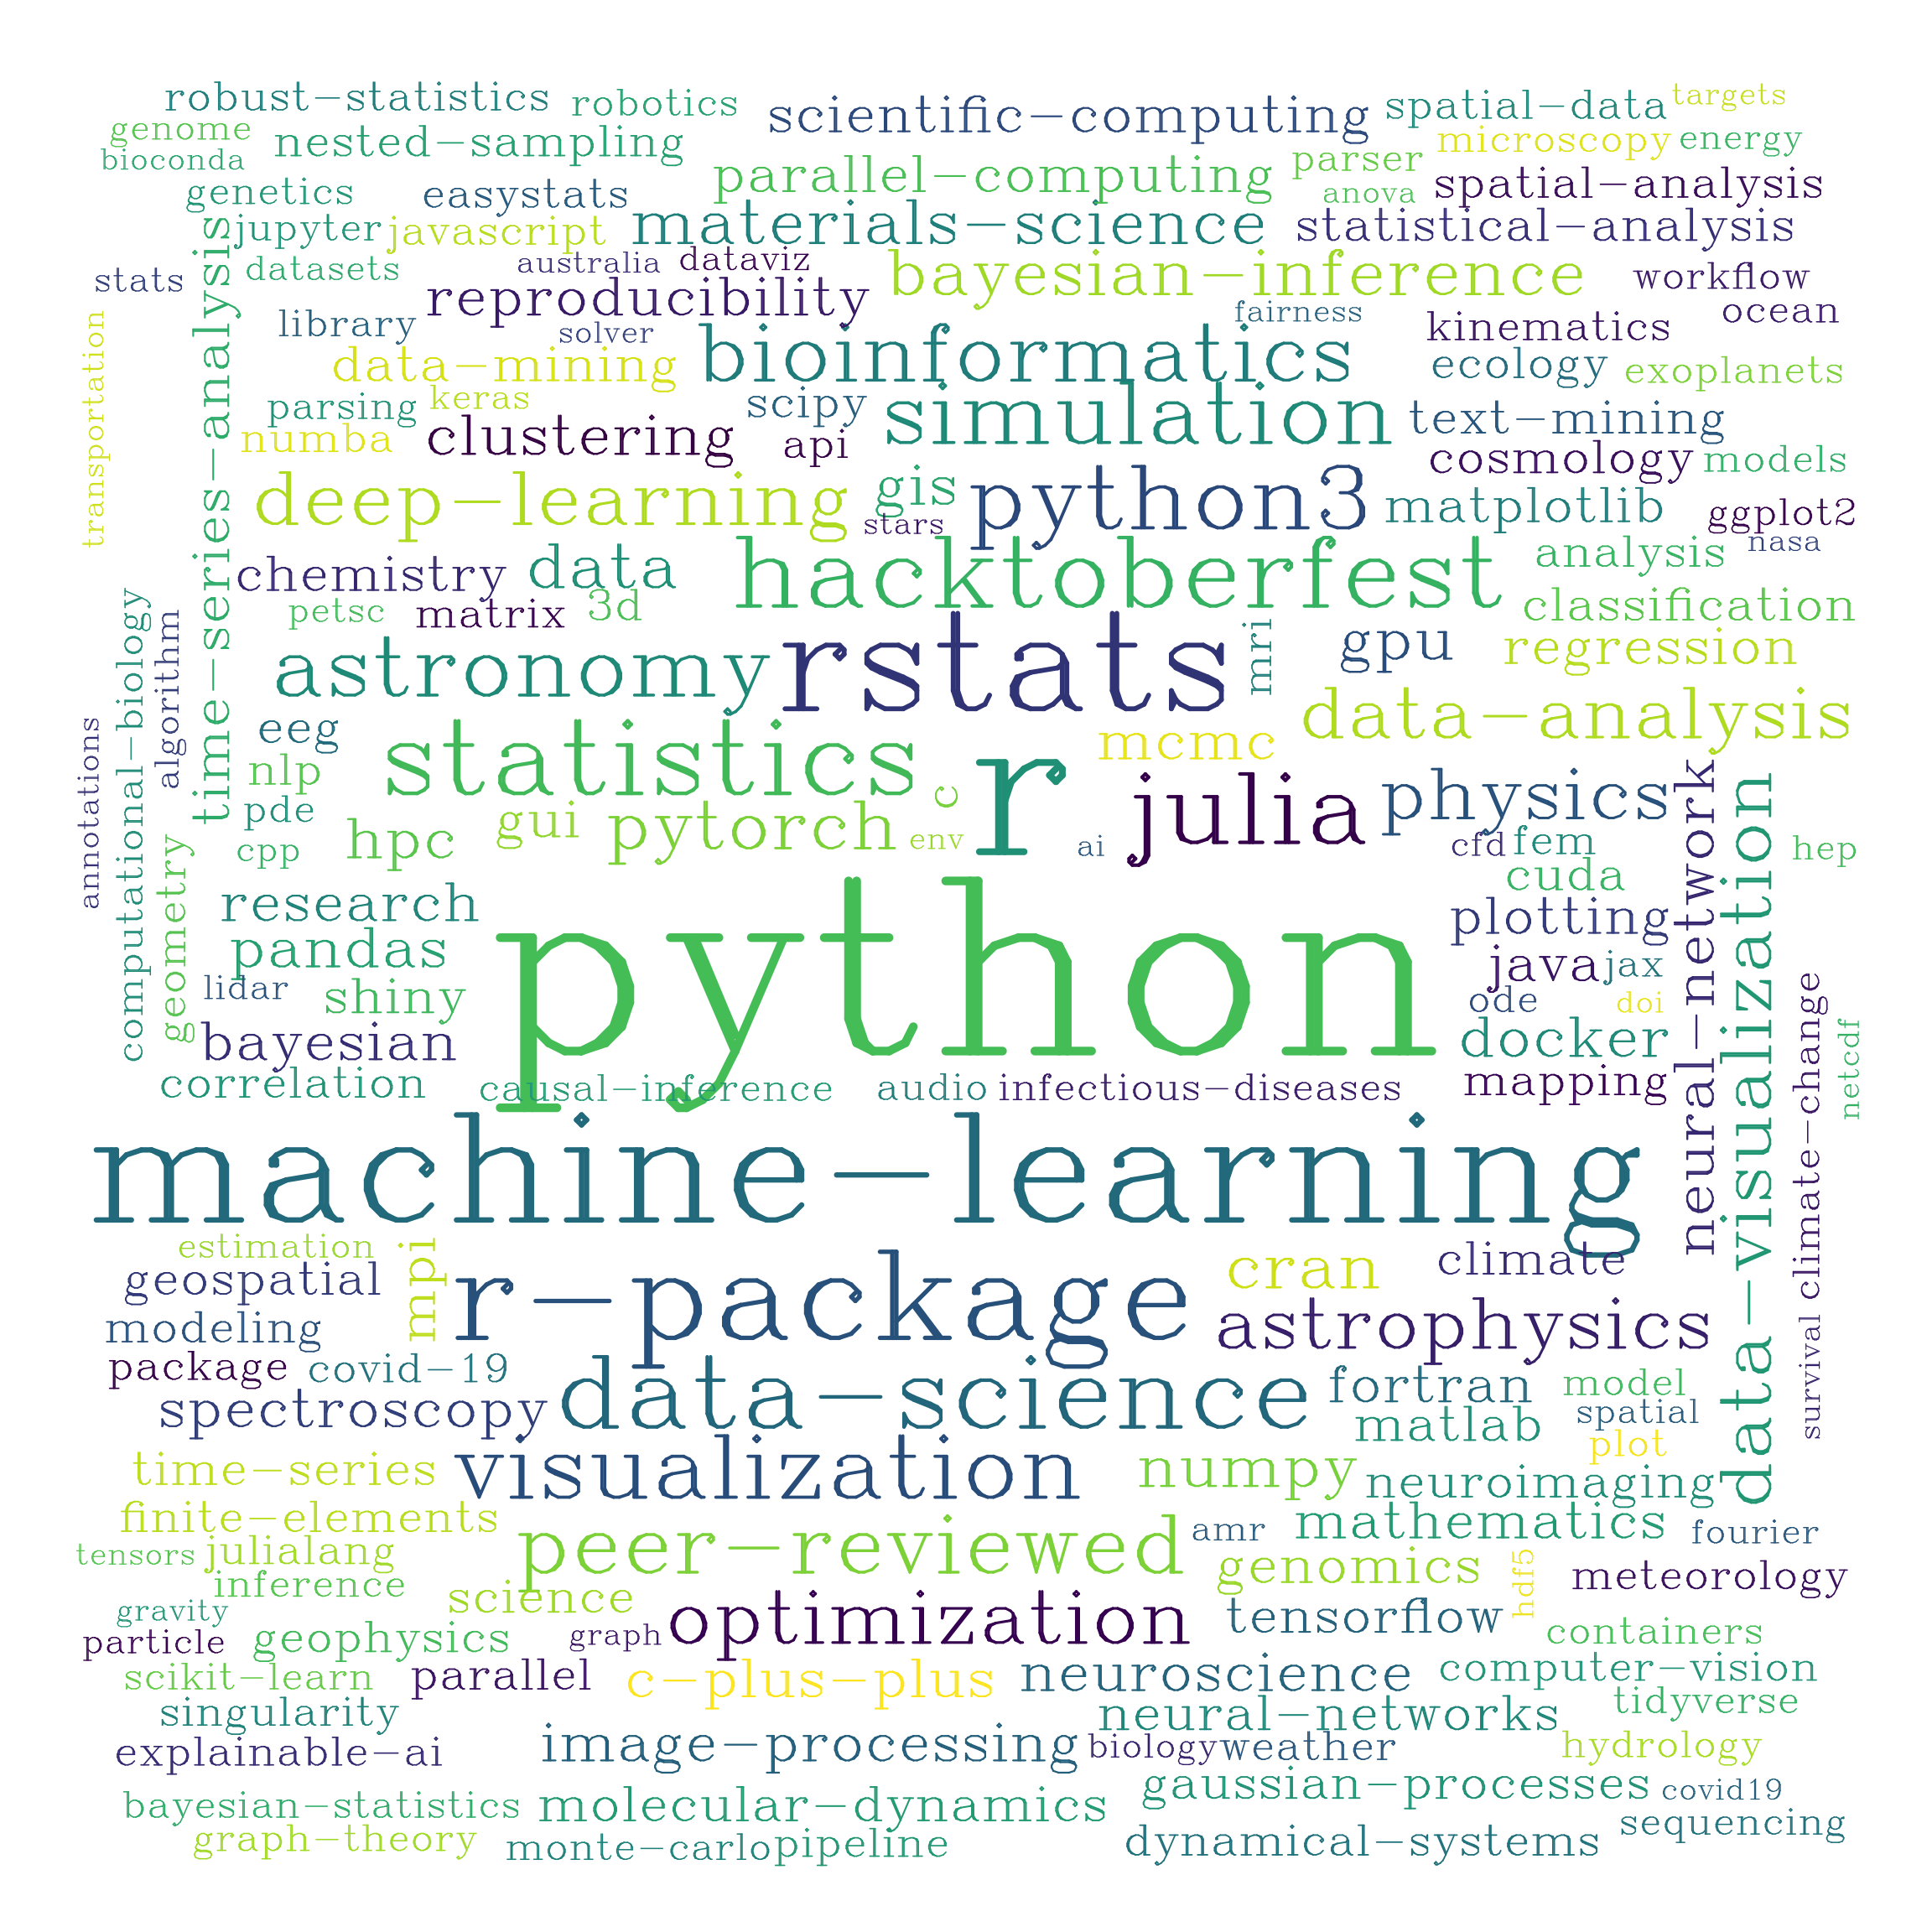 robust-statistics
robotics
scientific-computing
spatial-data
targets
genome
nested-sampling
microscopy
energy
bioconda
parallel-computing
parser
genetics
easystats
anova
spatial-analysis
jupyter
javascript
materials-science
statistical-analysis
stats
datasets
australia
dataviz
bayesian-inference
workflow
time-series-analysis
reproducibility
fairness
ocean
library
solver
kinematics
transportation
data-mining
bioinformatics
ecology
exoplanets
parsing
keras
scipy
simulation
text-mining
numba
clustering
api
cosmology
models
deep-learning
gis
python3
matplotlib
ggplot2
stars
hacktoberfest
analysis
nasa
chemistry
data
petsc
matrix
3d
classification
computational-biology
algorithm
astronomy
rstats
mri
gpu
regression
annotations
eeg
statistics
r
mcmc
data-analysis
nlp
c
julia
physics
pde
gui
pytorch
env
ai
cfd
fem
hep
cpp
hpc
cuda
geometry
research
python
plotting
neural-network
data-visualization
pandas
java
jax
lidar
shiny
ode
doi
bayesian
docker
climate-change
netcdf
correlation
causal-inference
audio
infectious-diseases
mapping
machine-learning
estimation
mpi
r-package
cran
climate
geospatial
modeling
astrophysics
survival
package
covid-19
data-science
fortran
model
spectroscopy
matlab
spatial
plot
time-series
visualization
numpy
neuroimaging
finite-elements
peer-reviewed
amr
mathematics
fourier
tensors
julialang
genomics
hdf5
meteorology
inference
science
gravity
optimization
tensorflow
particle
geophysics
graph
containers
scikit-learn
parallel
c-plus-plus
neuroscience
computer-vision
singularity
neural-networks
tidyverse
explainable-ai
image-processing
biology
weather
hydrology
bayesian-statistics
molecular-dynamics
gaussian-processes
covid19
graph-theory
monte-carlo
pipeline
dynamical-systems
sequencing